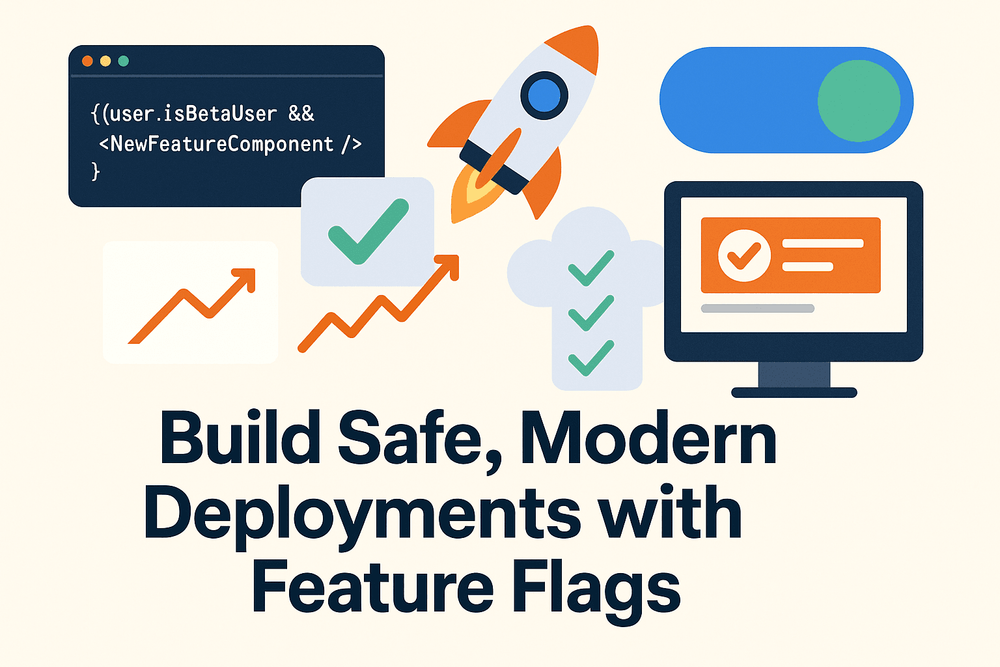 {(user.isBetaUser &&
<NewFeatureComponent />
}
Build Safe, Modern
Deployments with
Feature Flags